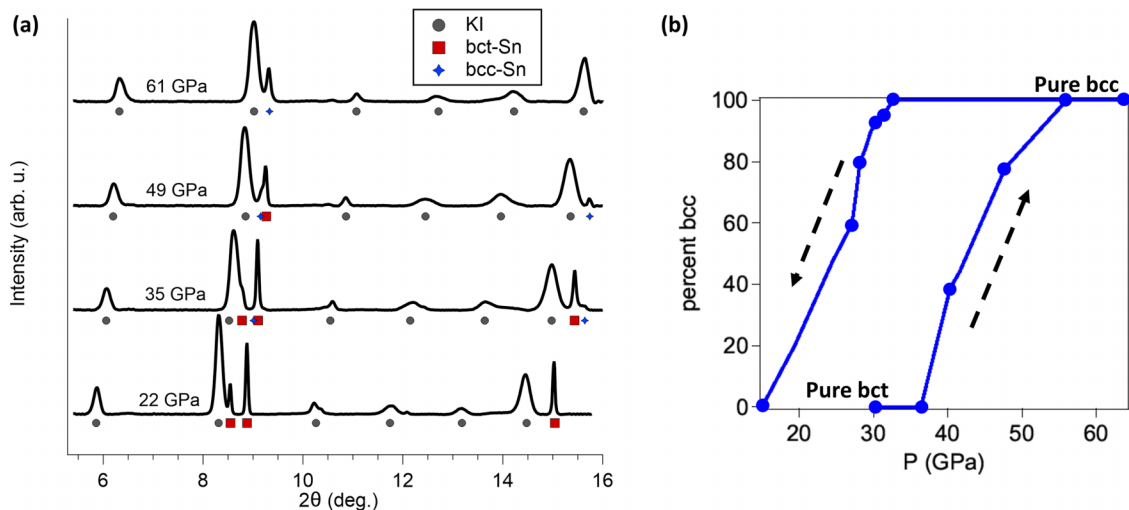 (a)
KI
bct-Sn
bcc-Sn
61 GPa
49 GPa
35 GPa
22 GPa
Intensity (arb. u.)
6 8 10 12 14 16
2θ (deg.)
(b)
Pure bcc
100
80
60
40
20
0
percent bcc
Pure bct
20 30 40 50 60
P (GPa)